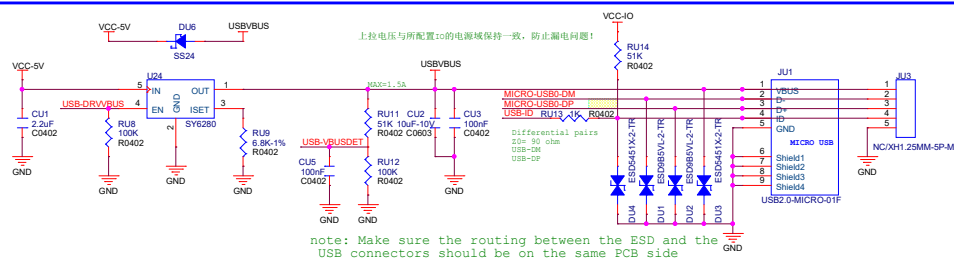 VCC-5V
DU6
SS24
USBVBUS
上拉电压与所配置IO的电源域保持一致，防止漏电问题！
VCC-IO
RU14
51K
R0402
VCC-5V
U24
5 IN
OUT 1
USB-DRVVBUS
4 EN
ISET 3
GND
2
SY6280
CU1
2.2uF
C0402
RU8
100K
R0402
RU9
6.8K-1%
R0402
GND
GND
GND
GND
MAX=1.5A
USBVBUS
RU11
51K
R0402
CU2
10uF-10V
C0603
CU3
100nF
C0402
GND
USB-VBUSDET
CU5
100nF
C0402
RU12
100K
R0402
GND
GND
MICRO-USB0-DM
MICRO-USB0-DP
USB-ID
RU13
1K
R0402
Differential pairs
Z0= 90 ohm
USB-DM
USB-DP
ESD5451X-2-TR
ESD9B5VL-2-TR
ESD9B5VL-2-TR
ESD5451X-2-TR
DU4
DU1
DU2
DU3
GND
JU1
1 VBUS
2 D-
3 D+
4 ID
5 GND
MICRO USB
6 Shield1
7 Shield2
8 Shield3
9 Shield4
USB2.0-MICRO-01F
JU3
1
2
3
4
5
NC/XH1.25MM-5P-M
GND
note: Make sure the routing between the ESD and the
USB connectors should be on the same PCB side